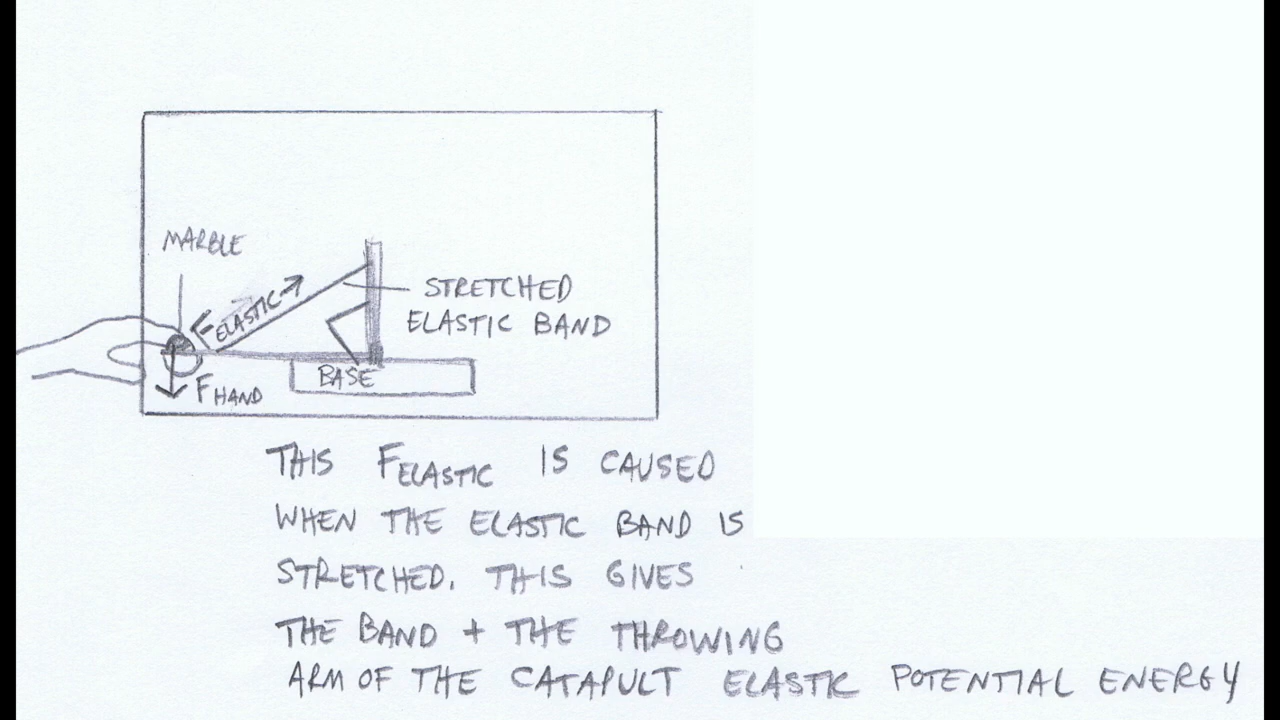 MARBLE
FELASTIC
STRETCHED
ELASTIC BAND
BASE
FHAND
THIS FELASTIC IS CAUSED
WHEN THE ELASTIC BAND IS
STRETCHED. THIS GIVES
THE BAND + THE THROWING
ARM OF THE CATAPULT ELASTIC POTENTIAL ENERGY